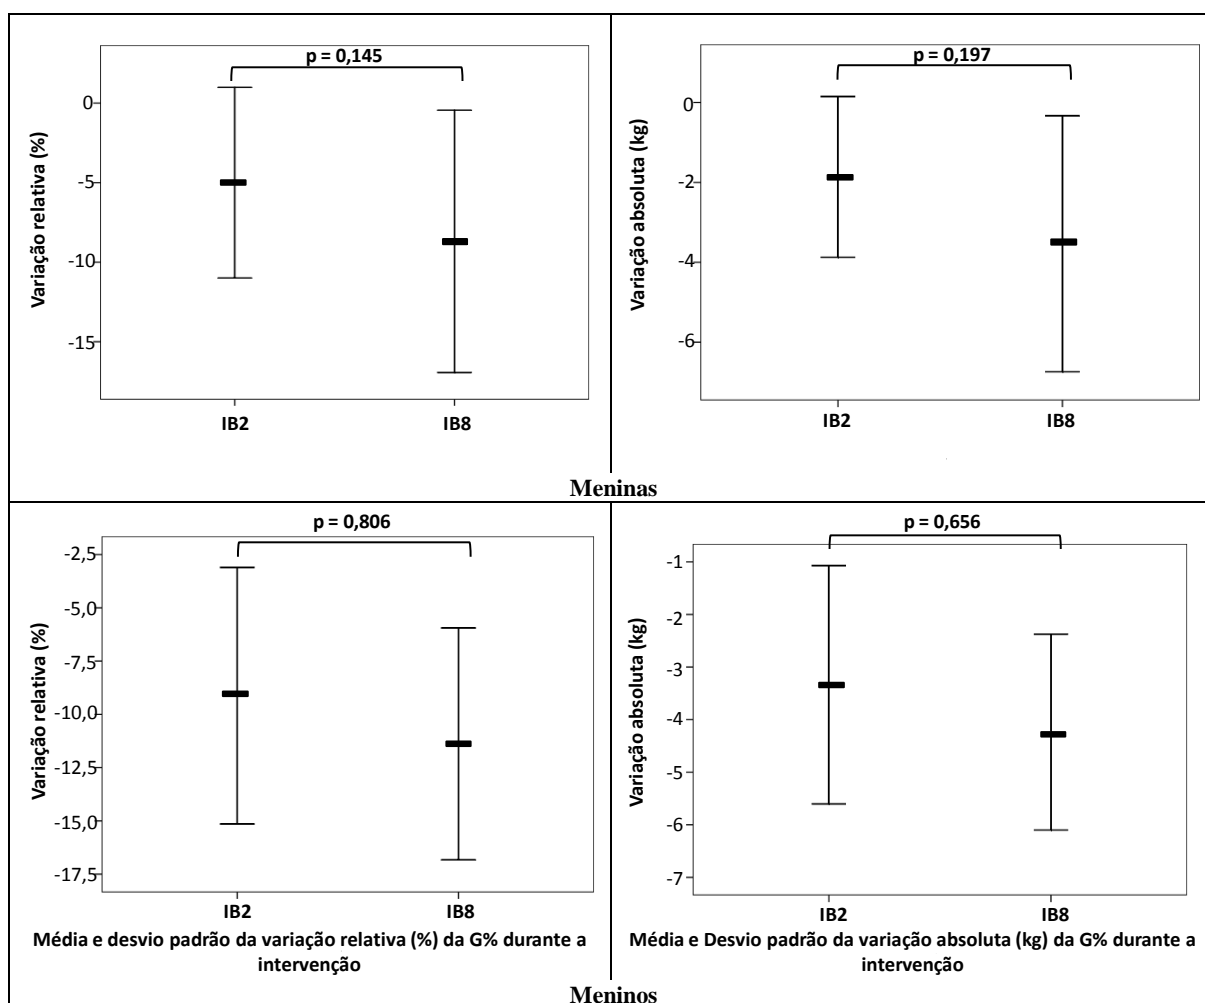 p = 0,145
Variação relativa (%)
0
-5
-10
-15
IB2
IB8
p = 0,197
Variação absoluta (kg)
0
-2
-4
-6
IB2
IB8
Meninas
p = 0,806
Variação relativa (%)
-2,5
-5,0
-7,5
-10,0
-12,5
-15,0
-17,5
IB2
IB8
Média e desvio padrão da variação relativa (%) da G% durante a
intervenção
p = 0,656
Variação absoluta (kg)
-1
-2
-3
-4
-5
-6
-7
IB2
IB8
Média e Desvio padrão da variação absoluta (kg) da G% durante a
intervenção
Meninos